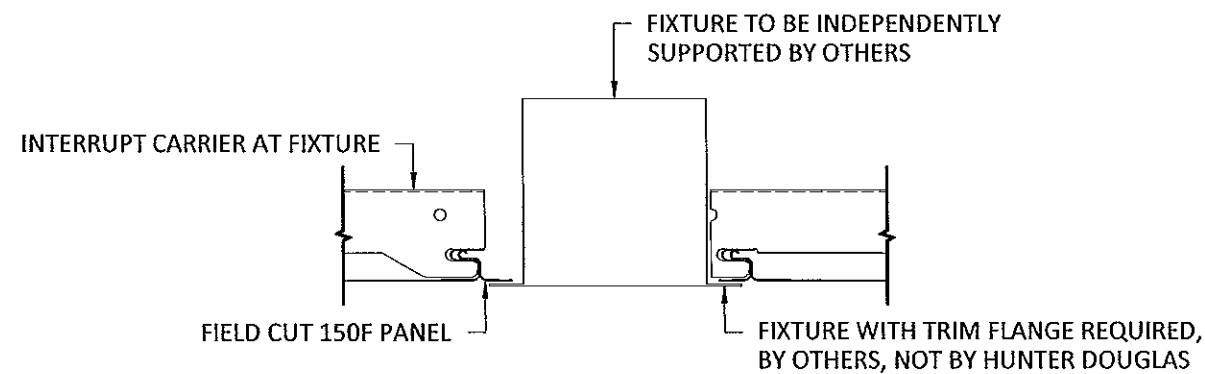 FIXTURE TO BE INDEPENDENTLY
SUPPORTED BY OTHERS
INTERRUPT CARRIER AT FIXTURE
FIELD CUT 150F PANEL
FIXTURE WITH TRIM FLANGE REQUIRED,
BY OTHERS, NOT BY HUNTER DOUGLAS